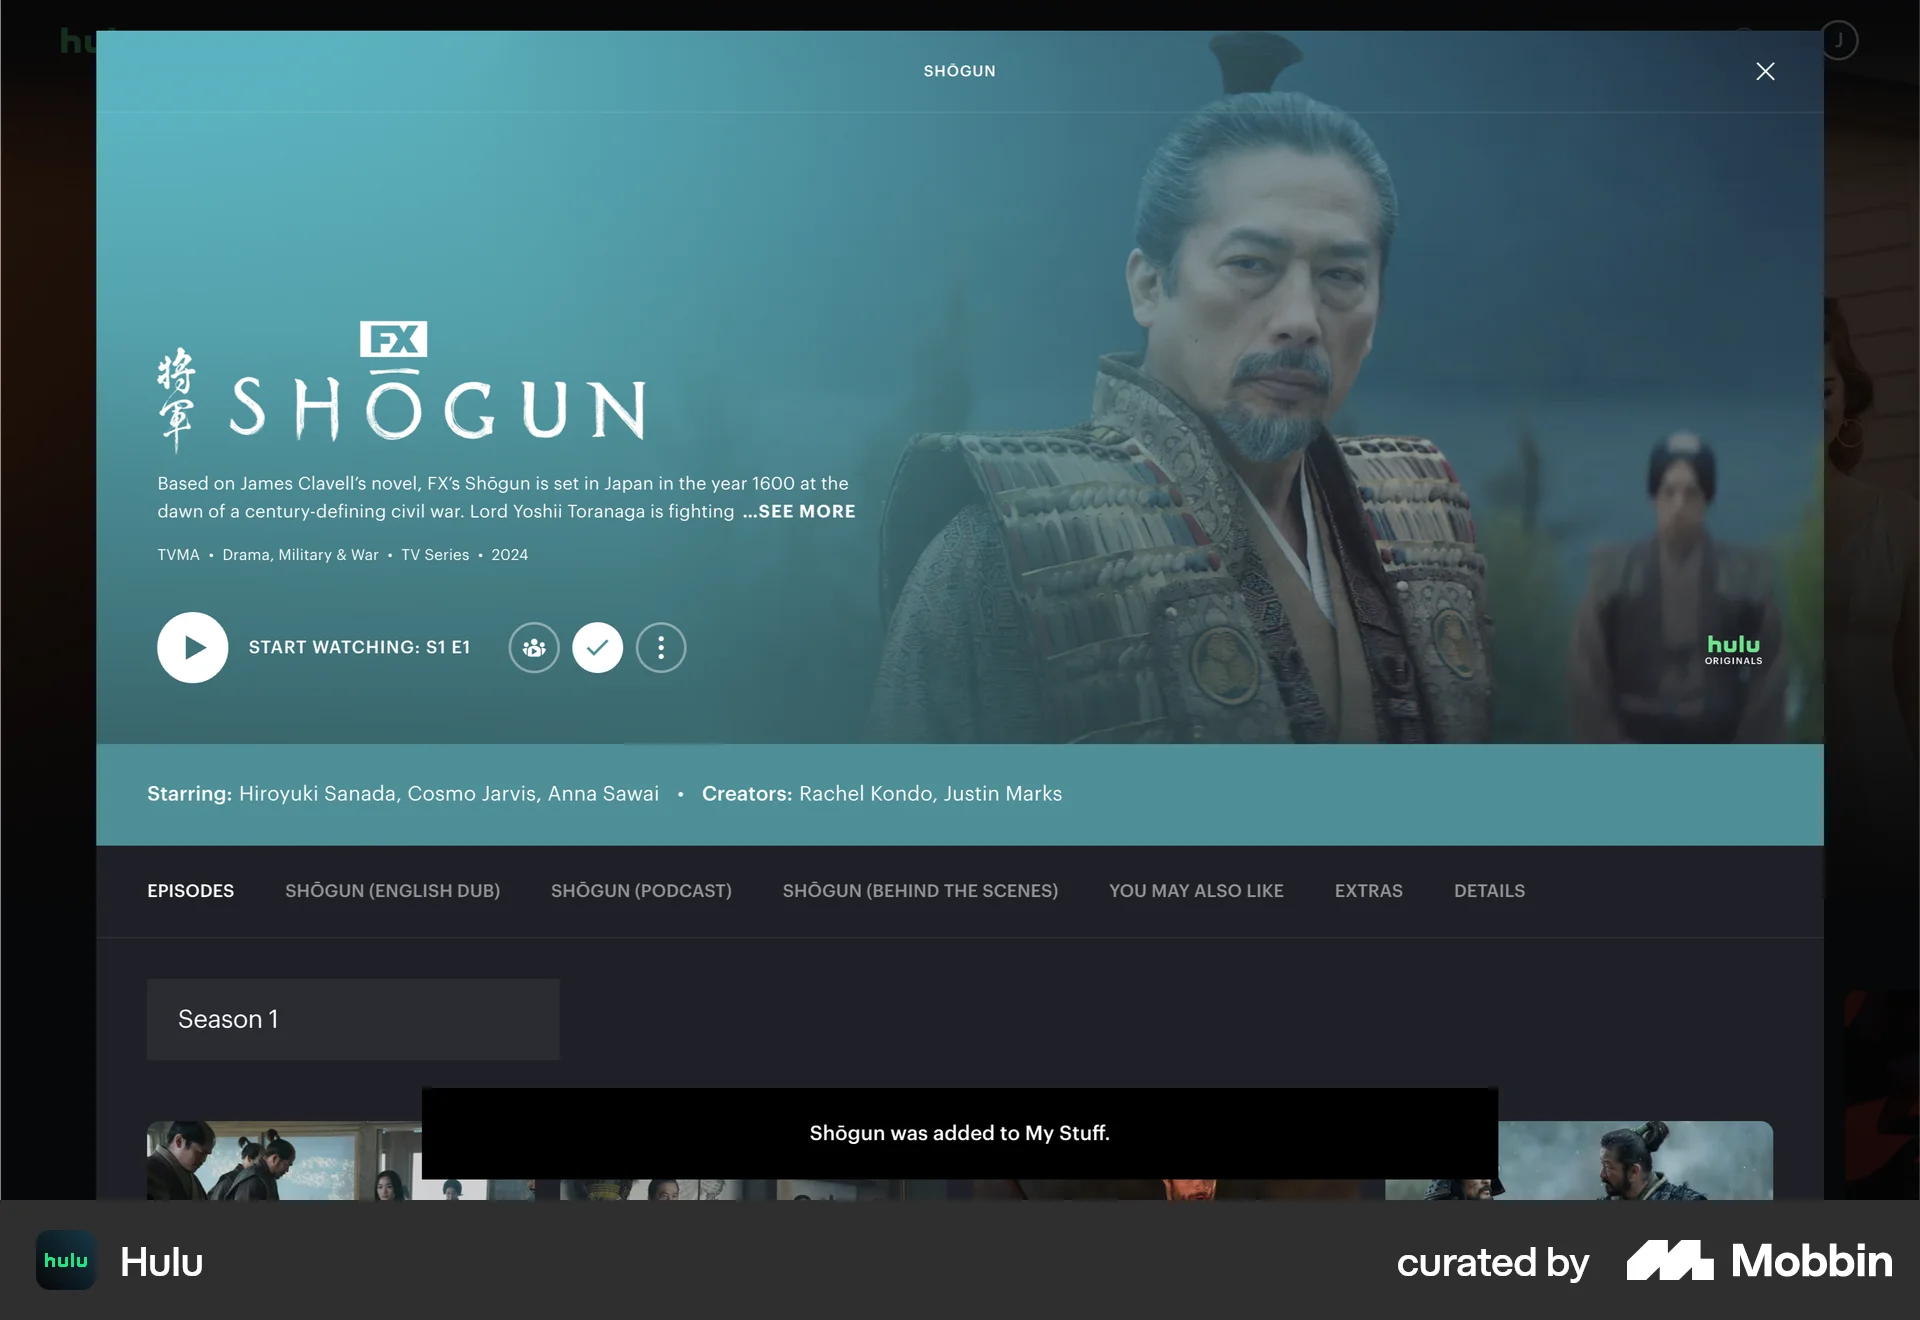 hu
J
SHŌGUN
FX
将軍
SHŌGUN
Based on James Clavell's novel, FX's Shōgun is set in Japan in the year 1600 at the
dawn of a century-defining civil war. Lord Yoshii Toranaga is fighting ...SEE MORE
TVMA • Drama, Military & War • TV Series • 2024
START WATCHING: S1 E1
hulu
ORIGINALS
Starring: Hiroyuki Sanada, Cosmo Jarvis, Anna Sawai • Creators: Rachel Kondo, Justin Marks
EPISODES SHŌGUN (ENGLISH DUB) SHŌGUN (PODCAST) SHŌGUN (BEHIND THE SCENES) YOU MAY ALSO LIKE EXTRAS DETAILS
Season 1
Shōgun was added to My Stuff.
hulu Hulu curated by Mobbin